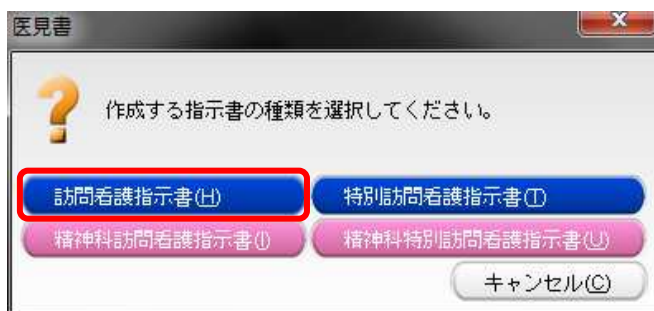 医見書
作成する指示書の種類を選択してください。
訪問看護指示書(H) 特別訪問看護指示書(T)
精神科訪問看護指示書(I) 精神科特別訪問看護指示書(U)
キャンセル(C)